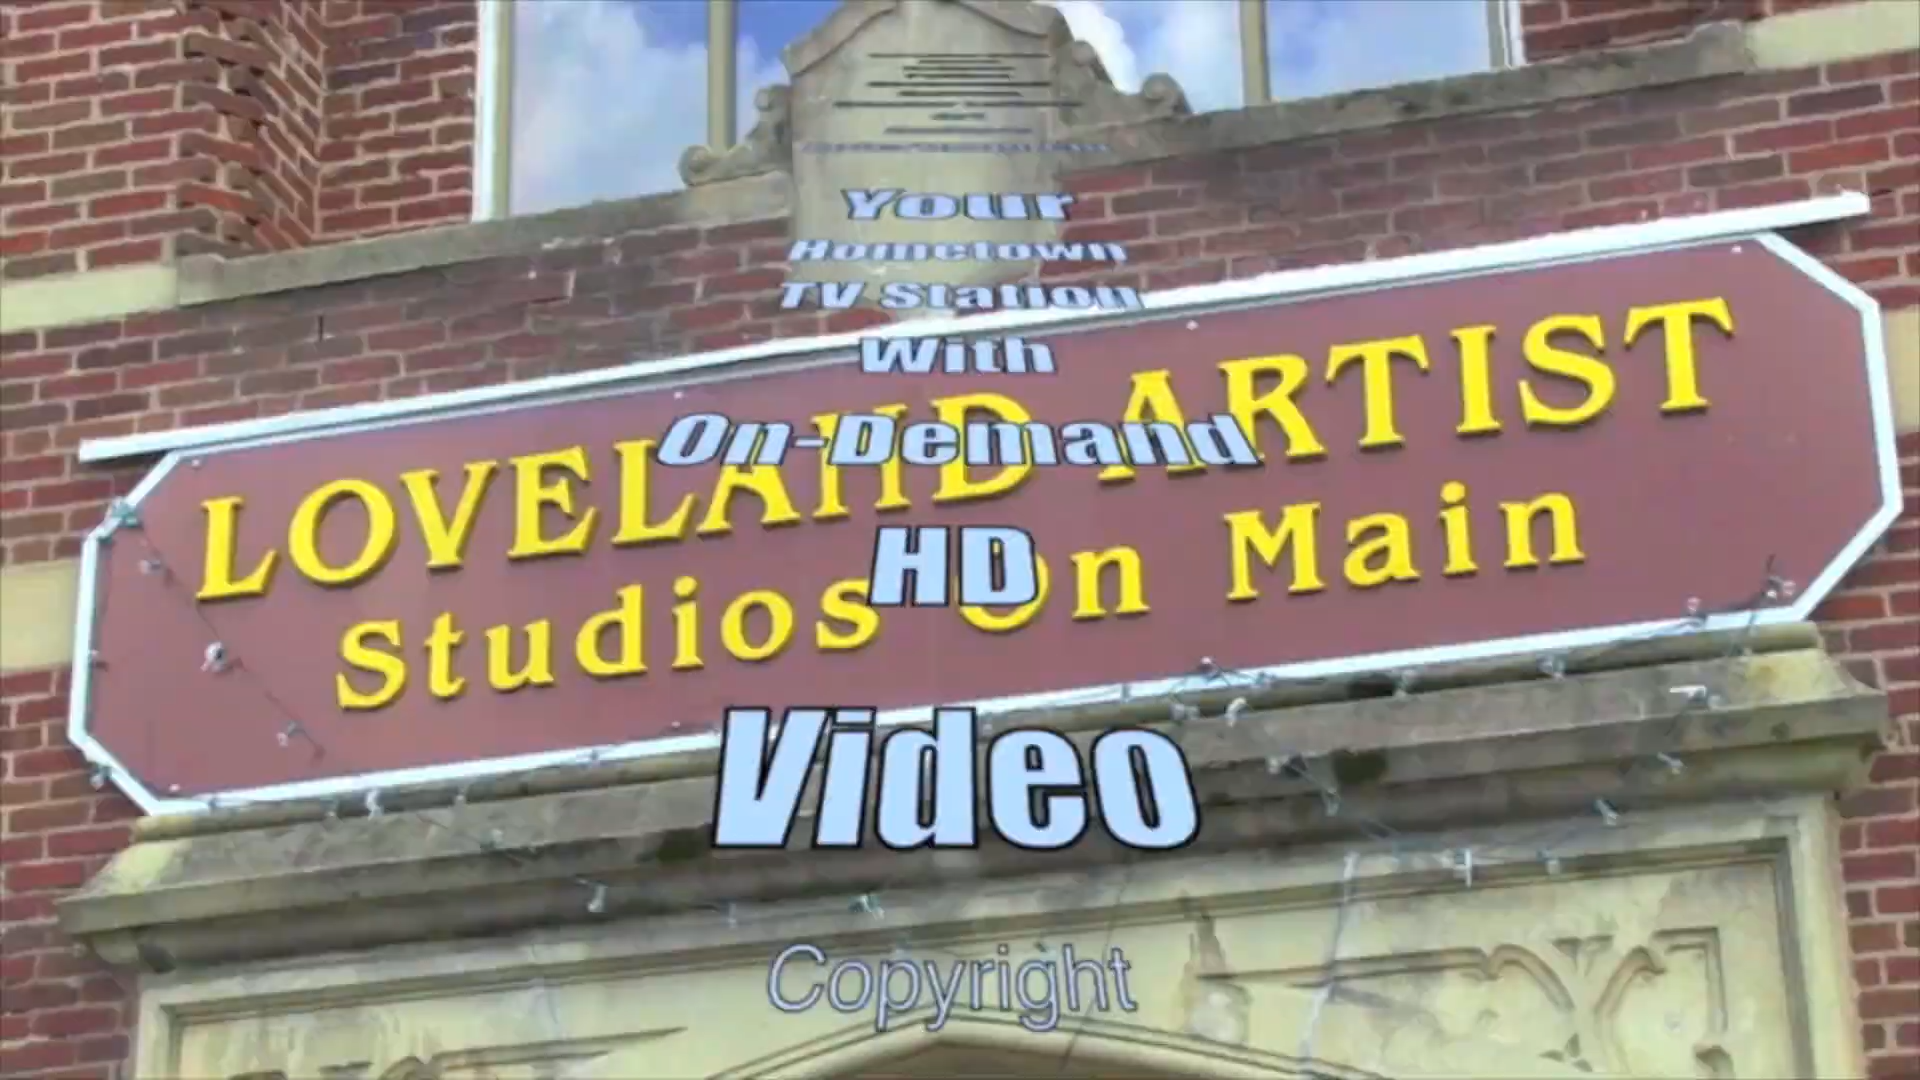 Your
Hometown
TV Station
With
On-Demand
HD
Video
Copyright
LOVELAND ARTIST
Studios On Main